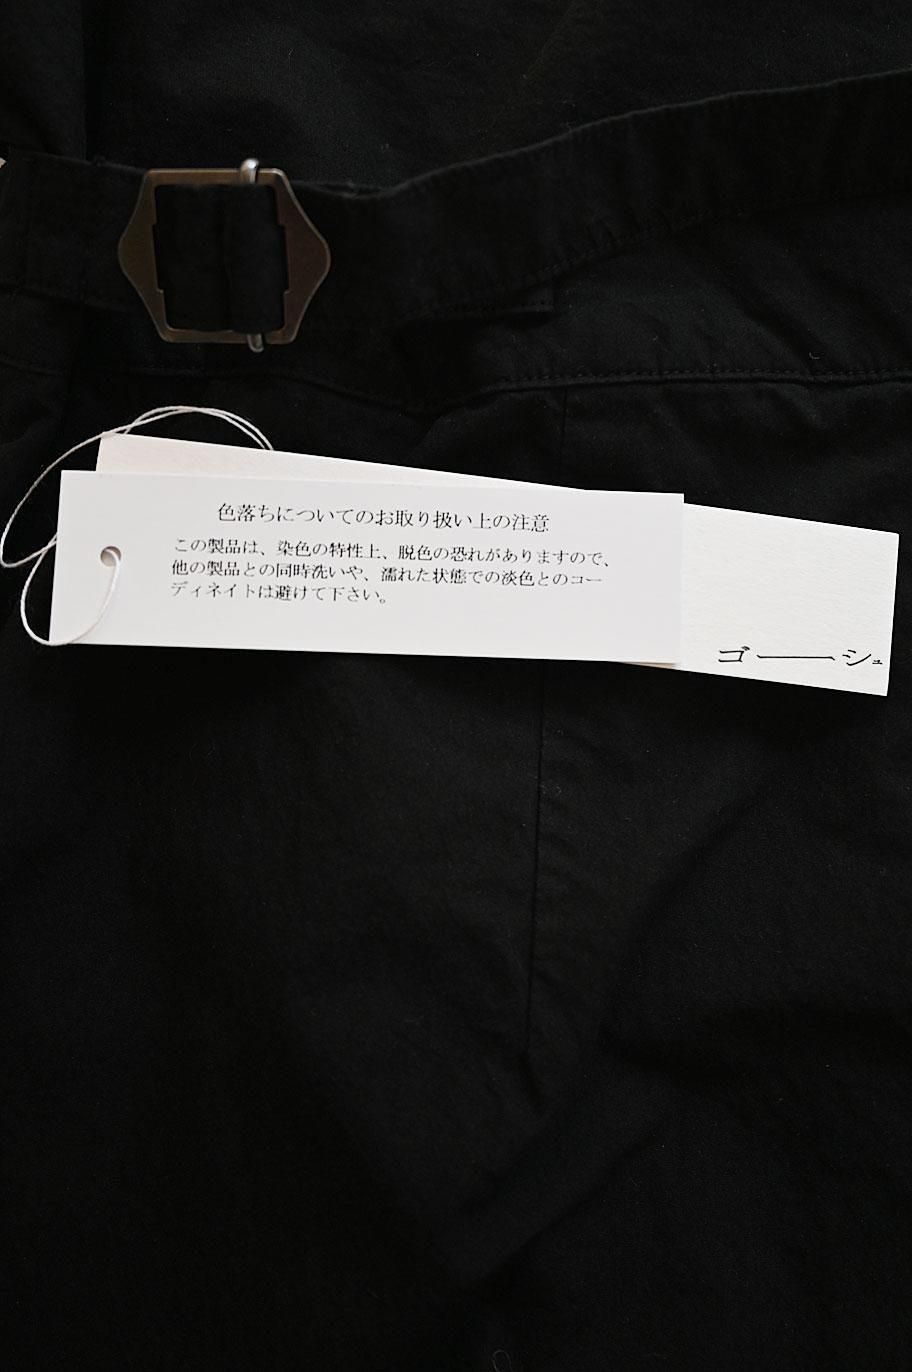 色落ちについてのお取り扱い上の注意
この製品は、染色の特性上、脱色の恐れがありますので、
他の製品との同時洗いや、濡れた状態での淡色とのコー
ディネイトは避けて下さい。
ゴーシュ